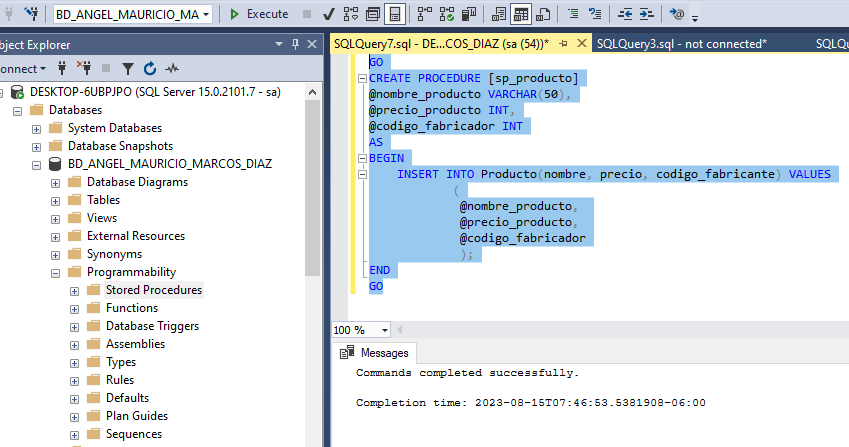 BD_ANGEL_MAURICIO_MA
Execute
Object Explorer
Connect
DESKTOP-6UBPJPO (SQL Server 15.0.2101.7 - sa)
Databases
System Databases
Database Snapshots
BD_ANGEL_MAURICIO_MARCOS_DIAZ
Database Diagrams
Tables
Views
External Resources
Synonyms
Programmability
Stored Procedures
Functions
Database Triggers
Assemblies
Types
Rules
Defaults
Plan Guides
Sequences
SQLQuery7.sql - DE...COS_DIAZ (sa (54))*
SQLQuery3.sql - not connected*
SQLQu
GO
CREATE PROCEDURE [sp_producto]
@nombre_producto VARCHAR(50),
@precio_producto INT,
@codigo_fabricador INT
AS
BEGIN
INSERT INTO Producto(nombre, precio, codigo_fabricante) VALUES
(
@nombre_producto,
@precio_producto,
@codigo_fabricador
);
END
GO
100 %
Messages
Commands completed successfully.
Completion time: 2023-08-15T07:46:53.5381908-06:00